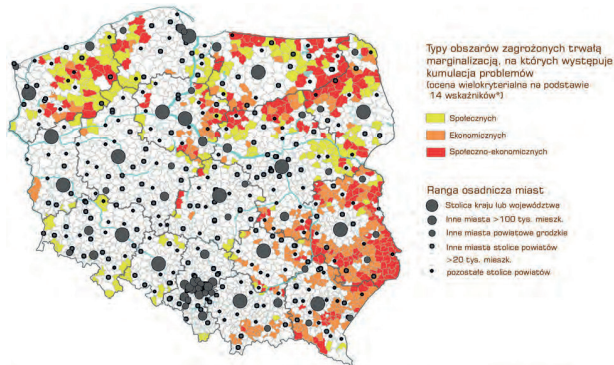 Typy obszarów zagrożonych trwałą
marginalizacją, na których występuje
kumulacja problemów
(ocena wielokryterialna na podstawie
14 wskaźników*)
Społecznych
Ekonomicznych
Społeczno-ekonomicznych
Ranga osadnicza miast
Stolica kraju lub województwa
Inne miasta >100 tys. mieszk.
Inne miasta powiatowe grodzkie
Inne miasta stolice powiatów
>20 tys. mieszk.
pozostałe stolice powiatów